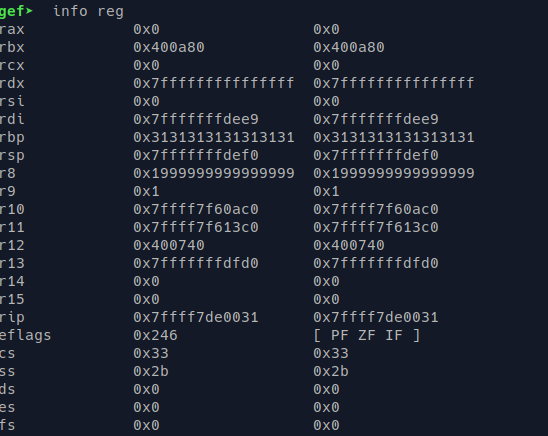 gef➤ info reg
rax 0x0 0x0
rbx 0x400a80 0x400a80
rcx 0x0 0x0
rdx 0x7fffffffffffffff 0x7fffffffffffffff
rsi 0x0 0x0
rdi 0x7fffffffdee9 0x7fffffffdee9
rbp 0x3131313131313131 0x3131313131313131
rsp 0x7fffffffdef0 0x7fffffffdef0
r8 0x1999999999999999 0x1999999999999999
r9 0x1 0x1
r10 0x7ffff7f60ac0 0x7ffff7f60ac0
r11 0x7ffff7f613c0 0x7ffff7f613c0
r12 0x400740 0x400740
r13 0x7fffffffdfd0 0x7fffffffdfd0
r14 0x0 0x0
r15 0x0 0x0
rip 0x7ffff7de0031 0x7ffff7de0031
eflags 0x246 [ PF ZF IF ]
cs 0x33 0x33
ss 0x2b 0x2b
ds 0x0 0x0
es 0x0 0x0
fs 0x0 0x0